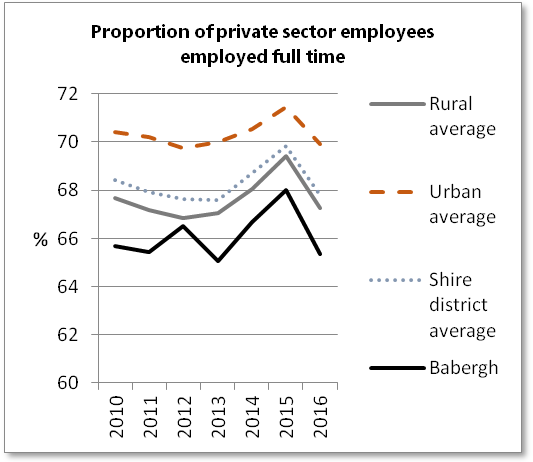 Proportion of private sector employees
employed full time
72
70
68
66
64
62
60
%
2010
2011
2012
2013
2014
2015
2016
Rural
average
Urban
average
Shire
district
average
Babergh